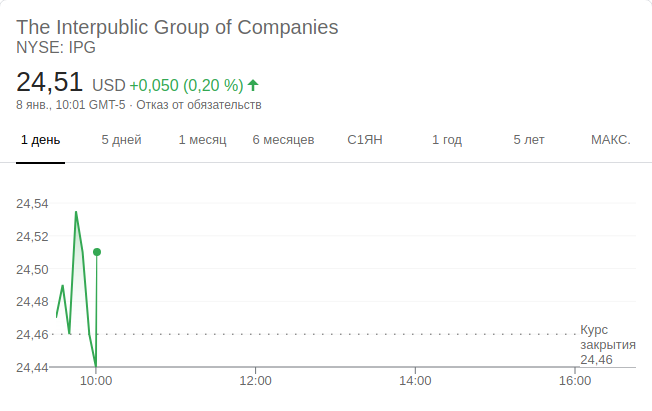 The Interpublic Group of Companies
NYSE: IPG
24,51 USD +0,050 (0,20 %)
8 янв., 10:01 GMT-5 · Отказ от обязательств
1 день 5 дней 1 месяц 6 месяцев С1ЯН 1 год 5 лет МАКС.
24,54
24,52
24,50
24,48
24,46
24,44
Курс
закрытия
24,46
10:00 12:00 14:00 16:00